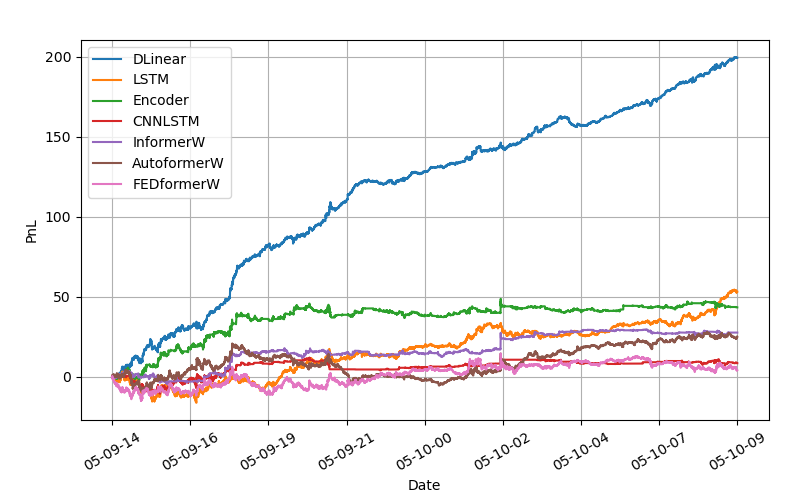 200
150
100
50
0
PnL
DLinear
LSTM
Encoder
CNNLSTM
InformerW
AutoformerW
FEDformerW
05-09-14
05-09-16
05-09-19
05-09-21
05-10-00
05-10-02
05-10-04
05-10-07
05-10-09
Date